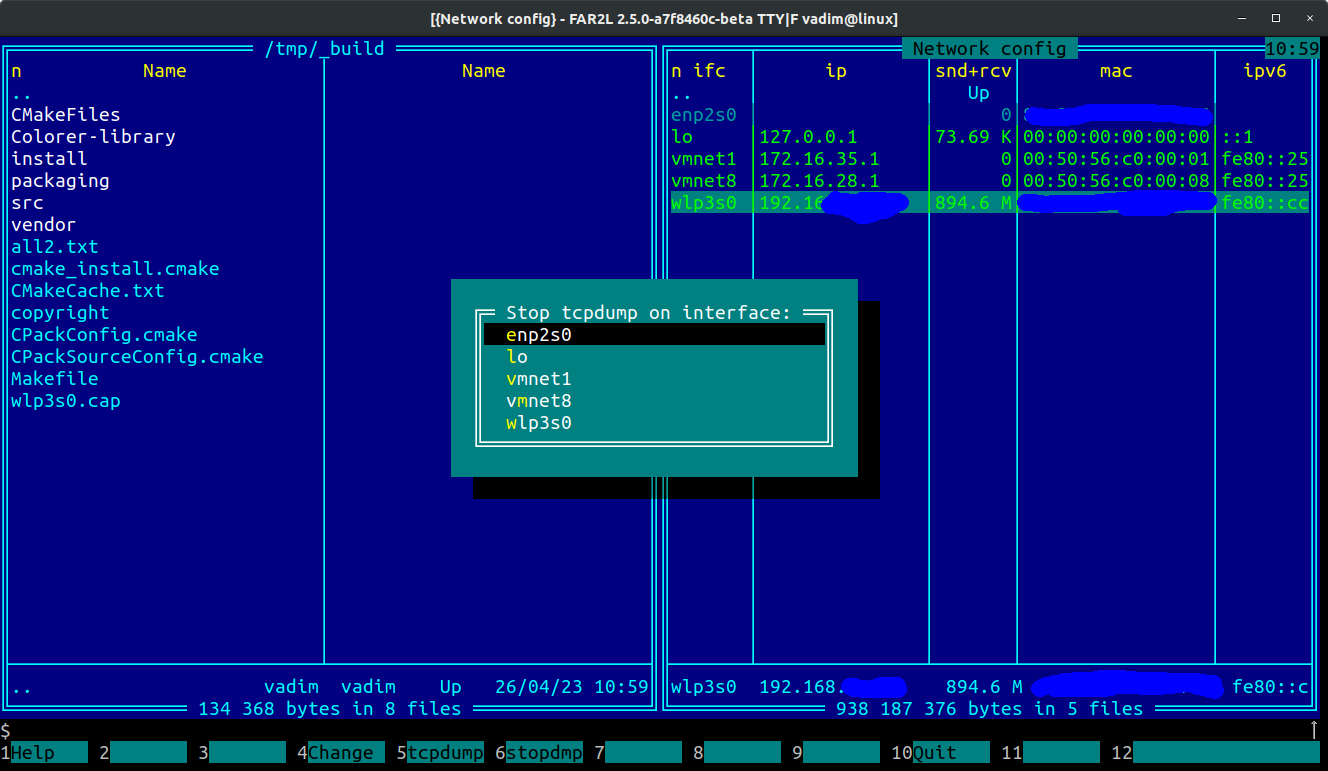 [{Network config} - FAR2L 2.5.0-a7f8460c-beta TTY|F vadim@linux]
/tmp/_build
n Name Name
..
CMakeFiles
Colorer-library
install
packaging
src
vendor
all2.txt
cmake_install.cmake
CMakeCache.txt
copyright
CPackConfig.cmake
CPackSourceConfig.cmake
Makefile
wlp3s0.cap
.. vadim vadim Up 26/04/23 10:59
134 368 bytes in 8 files
Network config 10:59
n ifc ip snd+rcv mac ipv6
.. Up
enp2s0 0
lo 127.0.0.1 73.69 K 00:00:00:00:00:00 ::1
vmnet1 172.16.35.1 0 00:50:56:c0:00:01 fe80::25
vmnet8 172.16.28.1 0 00:50:56:c0:00:08 fe80::25
wlp3s0 192.16 894.6 M fe80::cc
wlp3s0 192.168. 894.6 M fe80::c
938 187 376 bytes in 5 files
Stop tcpdump on interface:
enp2s0
lo
vmnet1
vmnet8
wlp3s0
$
1Help 2 3 4Change 5tcpdump 6stopdmp 7 8 9 10Quit 11 12